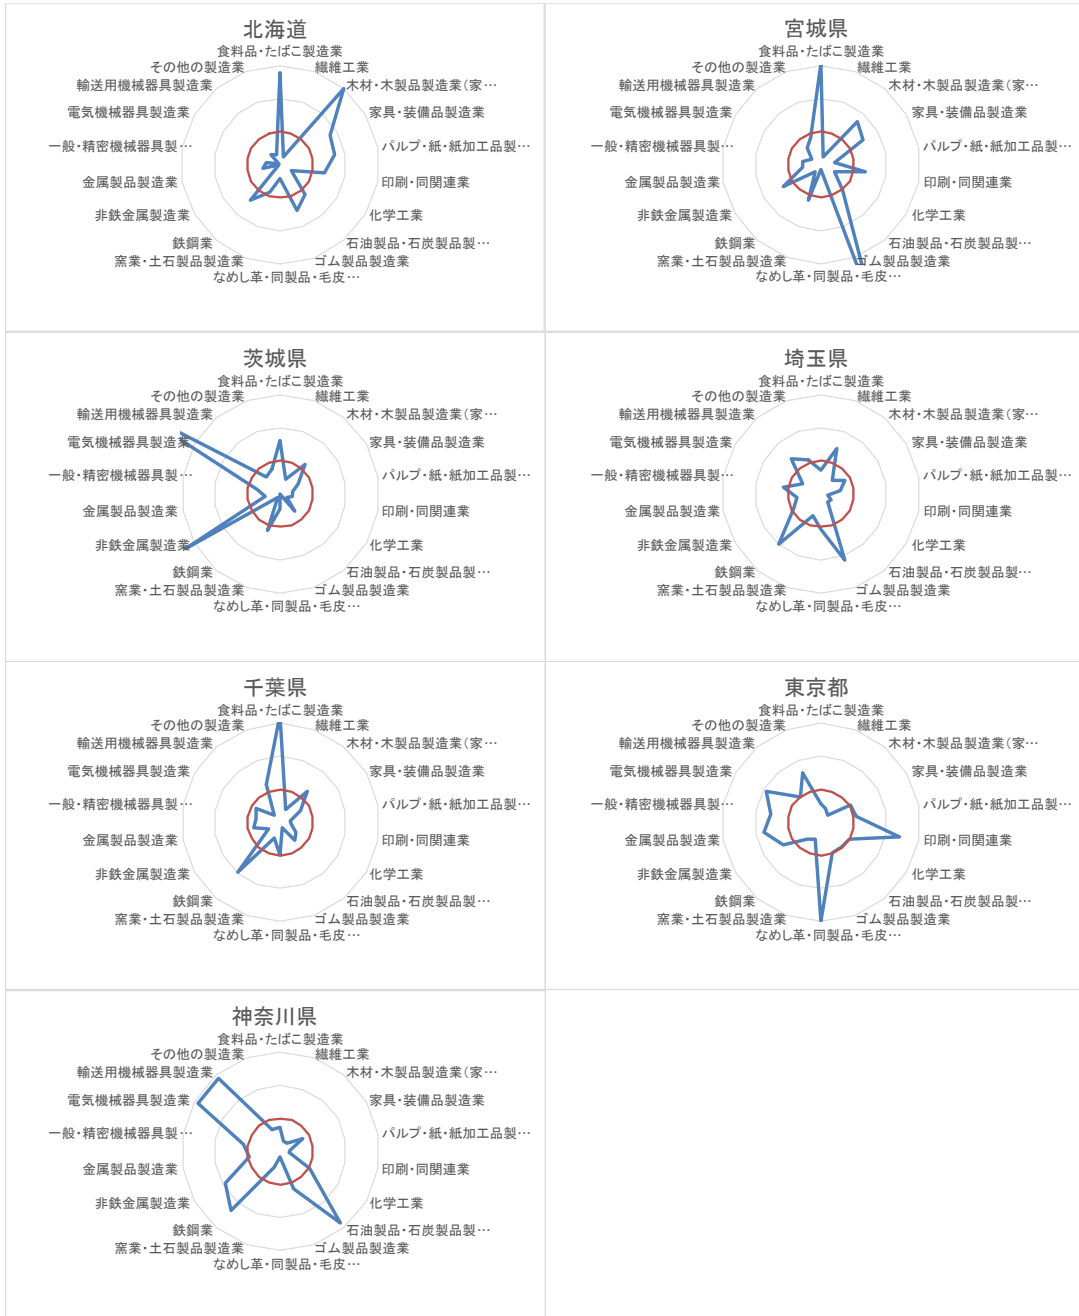 北海道
食料品・たばこ製造業
繊維工業
木材・木製品製造業(家…
家具・装備品製造業
パルプ・紙・紙加工品製…
印刷・同関連業
化学工業
石油製品・石炭製品製…
ゴム製品製造業
なめし革・同製品・毛皮…
窯業・土石製品製造業
鉄鋼業
非鉄金属製造業
金属製品製造業
一般・精密機械器具製…
電気機械器具製造業
輸送用機械器具製造業
その他の製造業
宮城県
食料品・たばこ製造業
繊維工業
木材・木製品製造業(家…
家具・装備品製造業
パルプ・紙・紙加工品製…
印刷・同関連業
化学工業
石油製品・石炭製品製…
ゴム製品製造業
なめし革・同製品・毛皮…
窯業・土石製品製造業
鉄鋼業
非鉄金属製造業
金属製品製造業
一般・精密機械器具製…
電気機械器具製造業
輸送用機械器具製造業
その他の製造業
茨城県
食料品・たばこ製造業
繊維工業
木材・木製品製造業(家…
家具・装備品製造業
パルプ・紙・紙加工品製…
印刷・同関連業
化学工業
石油製品・石炭製品製…
ゴム製品製造業
なめし革・同製品・毛皮…
窯業・土石製品製造業
鉄鋼業
非鉄金属製造業
金属製品製造業
一般・精密機械器具製…
電気機械器具製造業
輸送用機械器具製造業
その他の製造業
埼玉県
食料品・たばこ製造業
繊維工業
木材・木製品製造業(家…
家具・装備品製造業
パルプ・紙・紙加工品製…
印刷・同関連業
化学工業
石油製品・石炭製品製…
ゴム製品製造業
なめし革・同製品・毛皮…
窯業・土石製品製造業
鉄鋼業
非鉄金属製造業
金属製品製造業
一般・精密機械器具製…
電気機械器具製造業
輸送用機械器具製造業
その他の製造業
千葉県
食料品・たばこ製造業
繊維工業
木材・木製品製造業(家…
家具・装備品製造業
パルプ・紙・紙加工品製…
印刷・同関連業
化学工業
石油製品・石炭製品製…
ゴム製品製造業
なめし革・同製品・毛皮…
窯業・土石製品製造業
鉄鋼業
非鉄金属製造業
金属製品製造業
一般・精密機械器具製…
電気機械器具製造業
輸送用機械器具製造業
その他の製造業
東京都
食料品・たばこ製造業
繊維工業
木材・木製品製造業(家…
家具・装備品製造業
パルプ・紙・紙加工品製…
印刷・同関連業
化学工業
石油製品・石炭製品製…
ゴム製品製造業
なめし革・同製品・毛皮…
窯業・土石製品製造業
鉄鋼業
非鉄金属製造業
金属製品製造業
一般・精密機械器具製…
電気機械器具製造業
輸送用機械器具製造業
その他の製造業
神奈川県
食料品・たばこ製造業
繊維工業
木材・木製品製造業(家…
家具・装備品製造業
パルプ・紙・紙加工品製…
印刷・同関連業
化学工業
石油製品・石炭製品製…
ゴム製品製造業
なめし革・同製品・毛皮…
窯業・土石製品製造業
鉄鋼業
非鉄金属製造業
金属製品製造業
一般・精密機械器具製…
電気機械器具製造業
輸送用機械器具製造業
その他の製造業